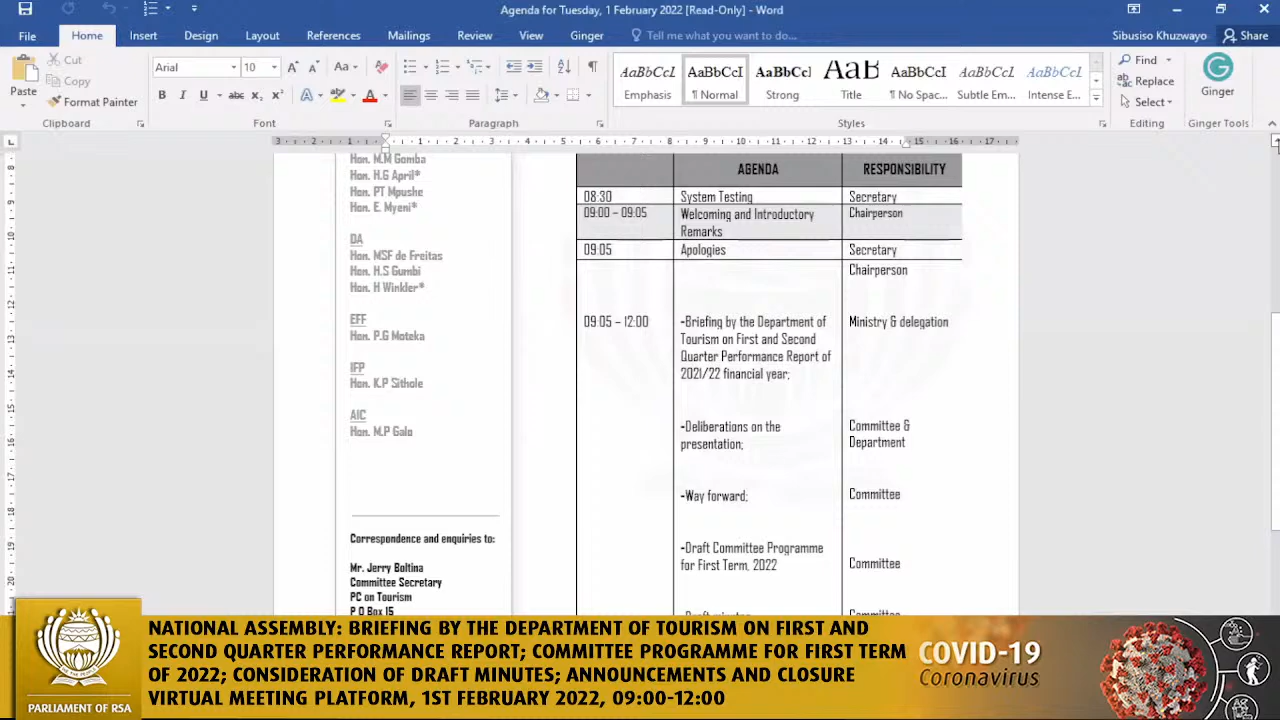 Agenda for Tuesday, 1 February 2022 [Read-Only] - Word
File Home Insert Design Layout References Mailings Review View Ginger Tell me what you want to do... Sibusiso Khuzwayo Share
Paste
Cut
Copy
Format Painter
Clipboard
Arial 10
Font
Paragraph
AaBbCcI AaBbCcI AaBbCcI AaB AaBbCcI AaBbCcI AaBbCcI
Emphasis ¶ Normal Strong Title ¶ No Spac... Subtle Em... Intense E...
Styles
Find
Replace
Select
Editing
Ginger
Ginger Tools
Hon. M.M Gomba
Hon. H.G April*
Hon. PT Mpushe
Hon. E. Myeni*
DA
Hon. MSF de Freitas
Hon. H.S Gumbi
Hon. H Winkler*
EFF
Hon. P.G Moteka
IFP
Hon. K.P Sithole
AIC
Hon. M.P Galo
Correspondence and enquiries to:
Mr. Jerry Boltina
Committee Secretary
PC on Tourism
P O Box 15
AGENDA RESPONSIBILITY
08:30 System Testing Secretary
09:00 – 09:05 Welcoming and Introductory Chairperson
Remarks
09:05 Apologies Secretary
Chairperson
09:05 – 12:00 -Briefing by the Department of Ministry & delegation
Tourism on First and Second
Quarter Performance Report of
2021/22 financial year;
-Deliberations on the Committee &
presentation; Department
-Way forward; Committee
-Draft Committee Programme
for First Term, 2022 Committee
PARLIAMENT OF RSA
NATIONAL ASSEMBLY: BRIEFING BY THE DEPARTMENT OF TOURISM ON FIRST AND
SECOND QUARTER PERFORMANCE REPORT; COMMITTEE PROGRAMME FOR FIRST TERM
OF 2022; CONSIDERATION OF DRAFT MINUTES; ANNOUNCEMENTS AND CLOSURE
VIRTUAL MEETING PLATFORM, 1ST FEBRUARY 2022, 09:00-12:00
COVID-19
Coronavirus